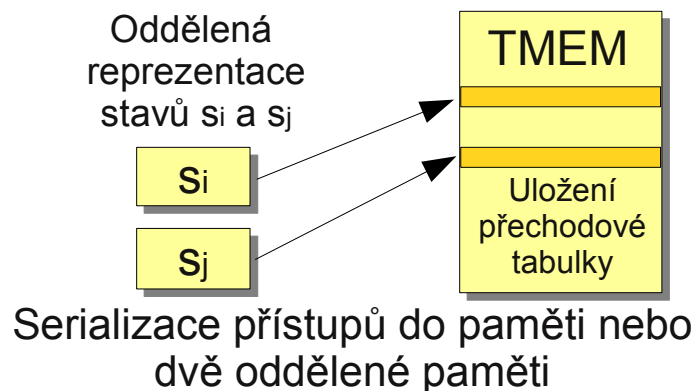 Oddělená
reprezentace
stavů si a sj
si
sj
TMEM
Uložení
přechodové
tabulky
Serializace přístupů do paměti nebo
dvě oddělené paměti